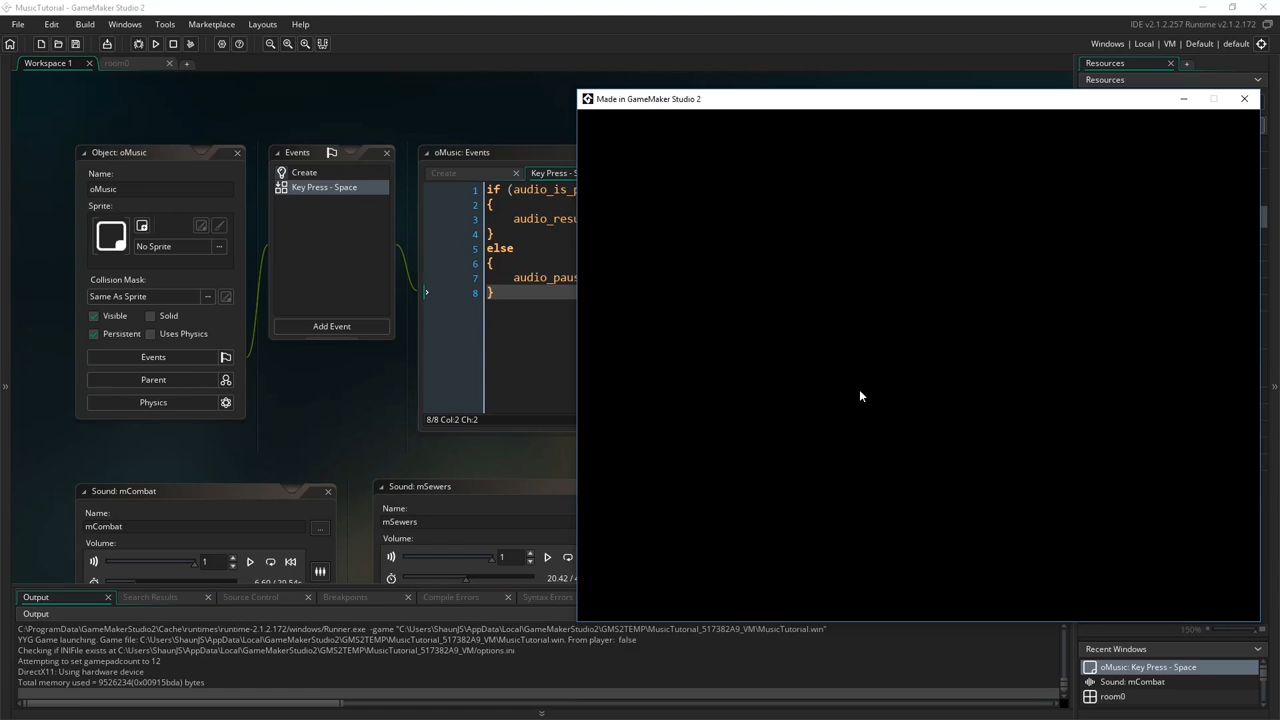 MusicTutorial - GameMaker Studio 2
File Edit Build Windows Tools Marketplace Layouts Help
IDE v2.1.2.257 Runtime v2.1.2.172
Windows | Local | VM | Default | default
Workspace 1
room0
Resources
Resources
Made in GameMaker Studio 2
Object: oMusic
Name:
oMusic
Sprite:
No Sprite
Collision Mask:
Same As Sprite
Visible
Solid
Persistent
Uses Physics
Events
Parent
Physics
Events
Create
Key Press - Space
Add Event
oMusic: Events
Create
Key Press - S
1 if (audio_is_p
2 {
3 audio_resu
4 }
5 else
6 {
7 audio_paus
8 }
8/8 Col:2 Ch:2
Sound: mCombat
Name:
mCombat
...
Volume:
1
Sound: mSewers
Name:
mSewers
Volume:
1
20.42 /
Output
Search Results
Source Control
Breakpoints
Compile Errors
Syntax Errors
Output
C:\ProgramData\GameMakerStudio2\Cache\runtimes\runtime-2.1.2.172/windows/Runner.exe -game "C:\Users\ShaunJS\AppData\Local\GameMakerStudio2\GMS2TEMP\MusicTutorial_517382A9_VM\MusicTutorial.win"
YYG Game launching. Game file: C:\Users\ShaunJS\AppData\Local\GameMakerStudio2\GMS2TEMP\MusicTutorial_517382A9_VM\MusicTutorial.win. From player: false
Checking if INIFile exists at C:\Users\ShaunJS\AppData\Local\GameMakerStudio2\GMS2TEMP\MusicTutorial_517382A9_VM/options.ini
Attempting to set gamepadcount to 12
DirectX11: Using hardware device
Total memory used = 9526234(0x00915bda) bytes
150%
Recent Windows
oMusic: Key Press - Space
Sound: mCombat
room0